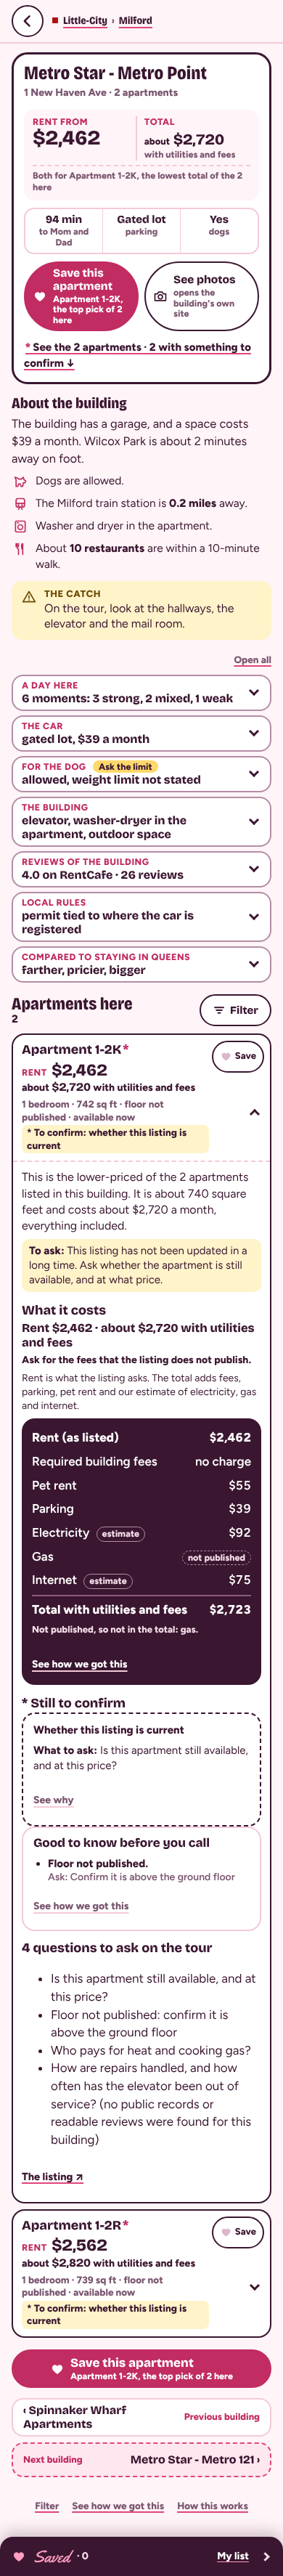 Little-City › Milford
Metro Star - Metro Point
1 New Haven Ave · 2 apartments
RENT FROM
$2,462
TOTAL
about $2,720
with utilities and fees
Both for Apartment 1-2K, the lowest total of the 2
here
94 min
to Mom and
Dad
Gated lot
parking
Yes
dogs
Save this
apartment
Apartment 1-2K,
the top pick of 2
here
See photos
opens the
building's own
site
* See the 2 apartments · 2 with something to
confirm ↓
About the building
The building has a garage, and a space costs
$39 a month. Wilcox Park is about 2 minutes
away on foot.
Dogs are allowed.
The Milford train station is 0.2 miles away.
Washer and dryer in the apartment.
About 10 restaurants are within a 10-minute
walk.
THE CATCH
On the tour, look at the hallways, the
elevator and the mail room.
Open all
A DAY HERE
6 moments: 3 strong, 2 mixed, 1 weak
THE CAR
gated lot, $39 a month
FOR THE DOG Ask the limit
allowed, weight limit not stated
THE BUILDING
elevator, washer-dryer in the
apartment, outdoor space
REVIEWS OF THE BUILDING
4.0 on RentCafe · 26 reviews
LOCAL RULES
permit tied to where the car is
registered
COMPARED TO STAYING IN QUEENS
farther, pricier, bigger
Apartments here
2
Filter
Apartment 1-2K*
Save
RENT $2,462
about $2,720 with utilities and fees
1 bedroom · 742 sq ft · floor not
published · available now
* To confirm: whether this listing is
current
This is the lower-priced of the 2 apartments
listed in this building. It is about 740 square
feet and costs about $2,720 a month,
everything included.
To ask: This listing has not been updated in a
long time. Ask whether the apartment is still
available, and at what price.
What it costs
Rent $2,462 · about $2,720 with utilities
and fees
Ask for the fees that the listing does not publish.
Rent is what the listing asks. The total adds fees,
parking, pet rent and our estimate of electricity, gas
and internet.
Rent (as listed) $2,462
Required building fees no charge
Pet rent $55
Parking $39
Electricity estimate $92
Gas not published
Internet estimate $75
Total with utilities and fees $2,723
Not published, so not in the total: gas.
See how we got this
* Still to confirm
Whether this listing is current
What to ask: Is this apartment still available,
and at this price?
See why
Good to know before you call
• Floor not published.
Ask: Confirm it is above the ground floor
See how we got this
4 questions to ask on the tour
• Is this apartment still available, and at
this price?
• Floor not published: confirm it is
above the ground floor
• Who pays for heat and cooking gas?
• How are repairs handled, and how
often has the elevator been out of
service? (no public records or
readable reviews were found for this
building)
The listing ↗
Apartment 1-2R*
Save
RENT $2,562
about $2,820 with utilities and fees
1 bedroom · 739 sq ft · floor not
published · available now
* To confirm: whether this listing is
current
Save this apartment
Apartment 1-2K, the top pick of 2 here
‹ Spinnaker Wharf
Apartments
Previous building
Next building
Metro Star - Metro 121 ›
Filter See how we got this How this works
Saved · 0
My list